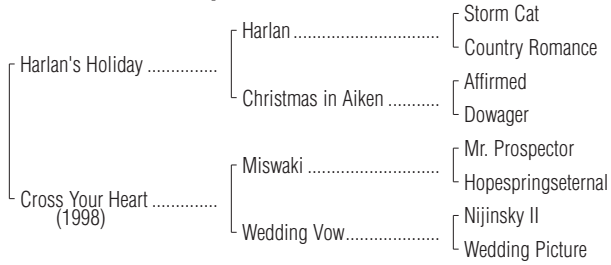 Storm Cat
Harlan..................................
Country Romance
Harlan's Holiday ...............
Affirmed
Christmas in Aiken ...........
Dowager
Mr. Prospector
Miswaki ..............................
Hopespringseternal
Cross Your Heart ..............
(1998)
Nijinsky II
Wedding Vow.....................
Wedding Picture